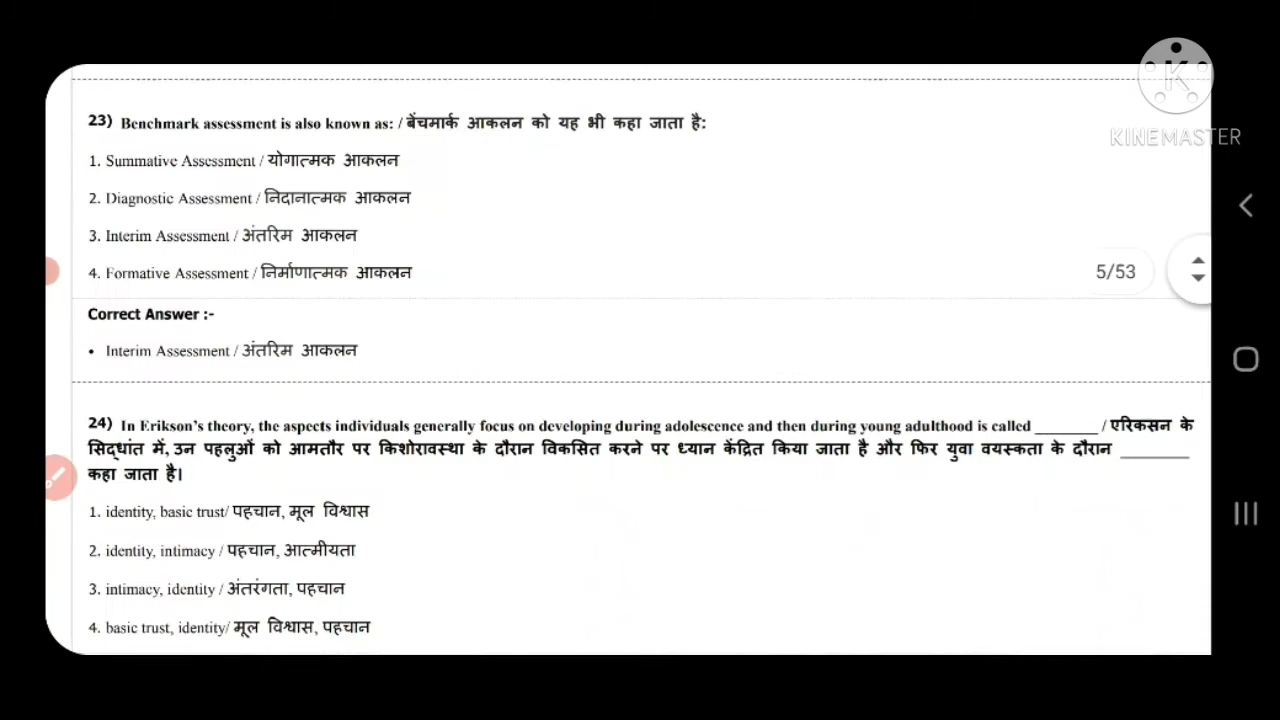 K
KINEMASTER
23) Benchmark assessment is also known as: / बेंचमार्क आकलन को यह भी कहा जाता है:
1. Summative Assessment / योगात्मक आकलन
2. Diagnostic Assessment / निदानात्मक आकलन
3. Interim Assessment / अंतरिम आकलन
4. Formative Assessment / निर्माणात्मक आकलन
5/53
Correct Answer :-
• Interim Assessment / अंतरिम आकलन
24) In Erikson's theory, the aspects individuals generally focus on developing during adolescence and then during young adulthood is called ________ / एरिकसन के
सिद्धांत में, उन पहलुओं को आमतौर पर किशोरावस्था के दौरान विकसित करने पर ध्यान केंद्रित किया जाता है और फिर युवा वयस्कता के दौरान ________
कहा जाता है।
1. identity, basic trust/ पहचान, मूल विश्वास
2. identity, intimacy / पहचान, आत्मीयता
3. intimacy, identity / अंतरंगता, पहचान
4. basic trust, identity/ मूल विश्वास, पहचान